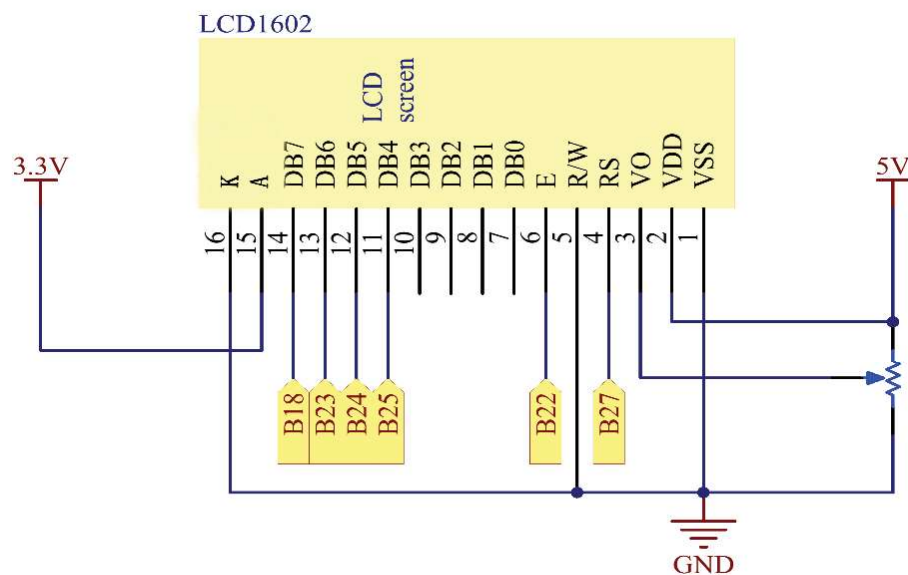 LCD1602
LCD
screen
3.3V
5V
K
A
DB7
DB6
DB5
DB4
DB3
DB2
DB1
DB0
E
R/W
RS
VO
VDD
VSS
16
15
14
13
12
11
10
9
8
7
6
5
4
3
2
1
B18
B23
B24
B25
B22
B27
GND